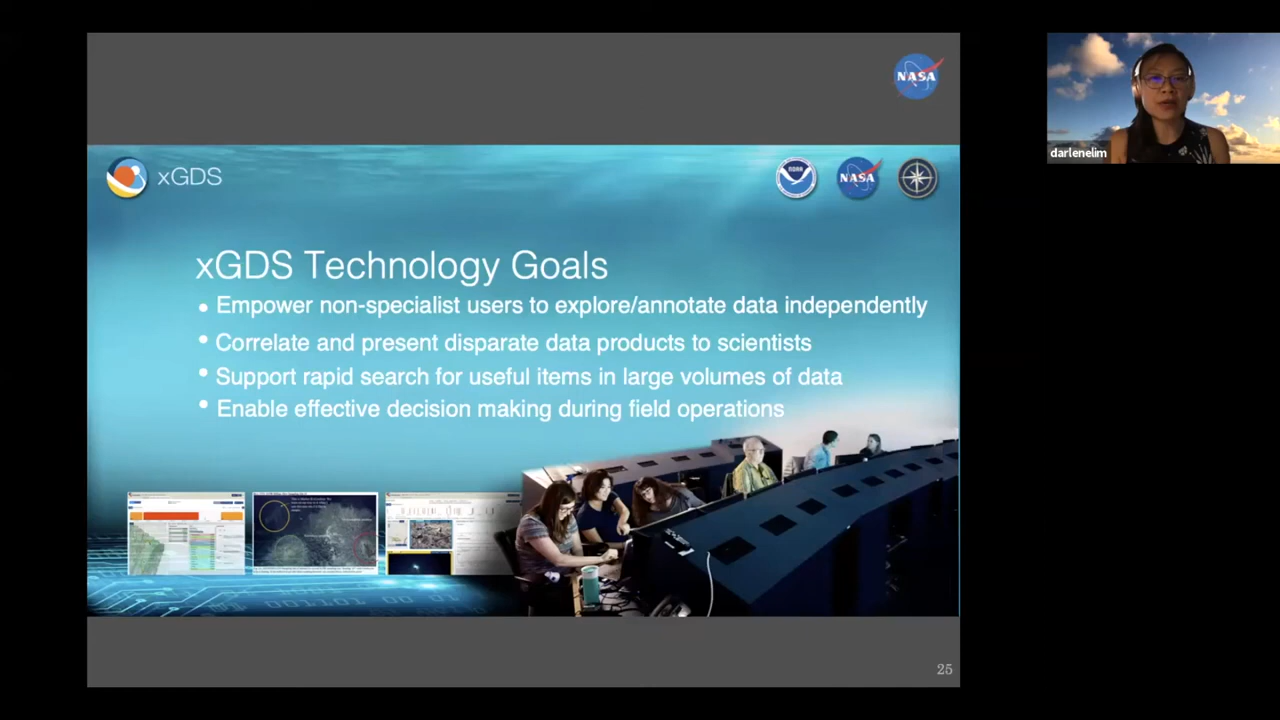 NASA
xGDS
NOAA
NASA
xGDS Technology Goals
• Empower non-specialist users to explore/annotate data independently
• Correlate and present disparate data products to scientists
• Support rapid search for useful items in large volumes of data
• Enable effective decision making during field operations
25
darlenelim